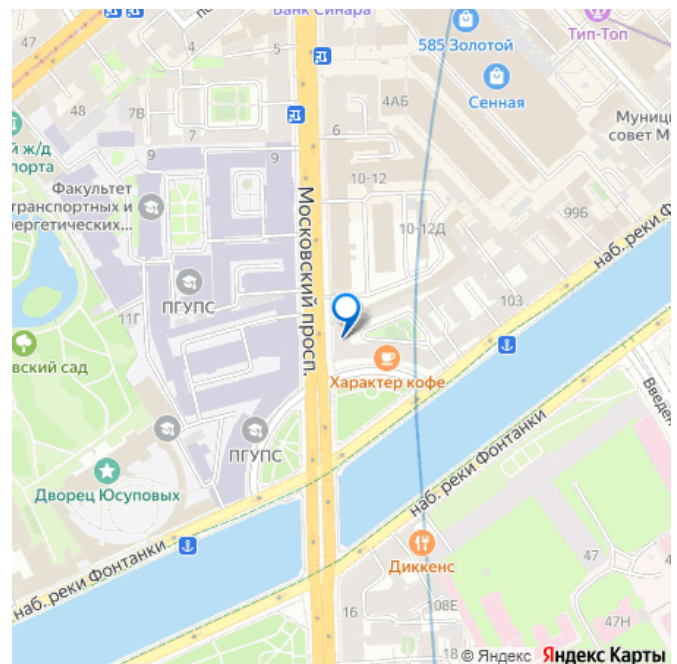 Банк Синара
47
Тип-Топ
585 Золотой
Сенная
48
7В
4АБ
7
6
й ж/д
порта
9
9
Муници
совет М
Факультет
транспортных и
нергетических...
10-12
99Б
10-12Д
наб. реки Ф
Московский просп.
ПГУПС
103
11Г
вский сад
Характер кофе
Введен
ПГУПС
Дворец Юсуповых
наб. реки Фонтанки
наб. реки Фонтанки
Диккенс
47
16
108Е
47Н
18
© Яндекс Яндекс Карты